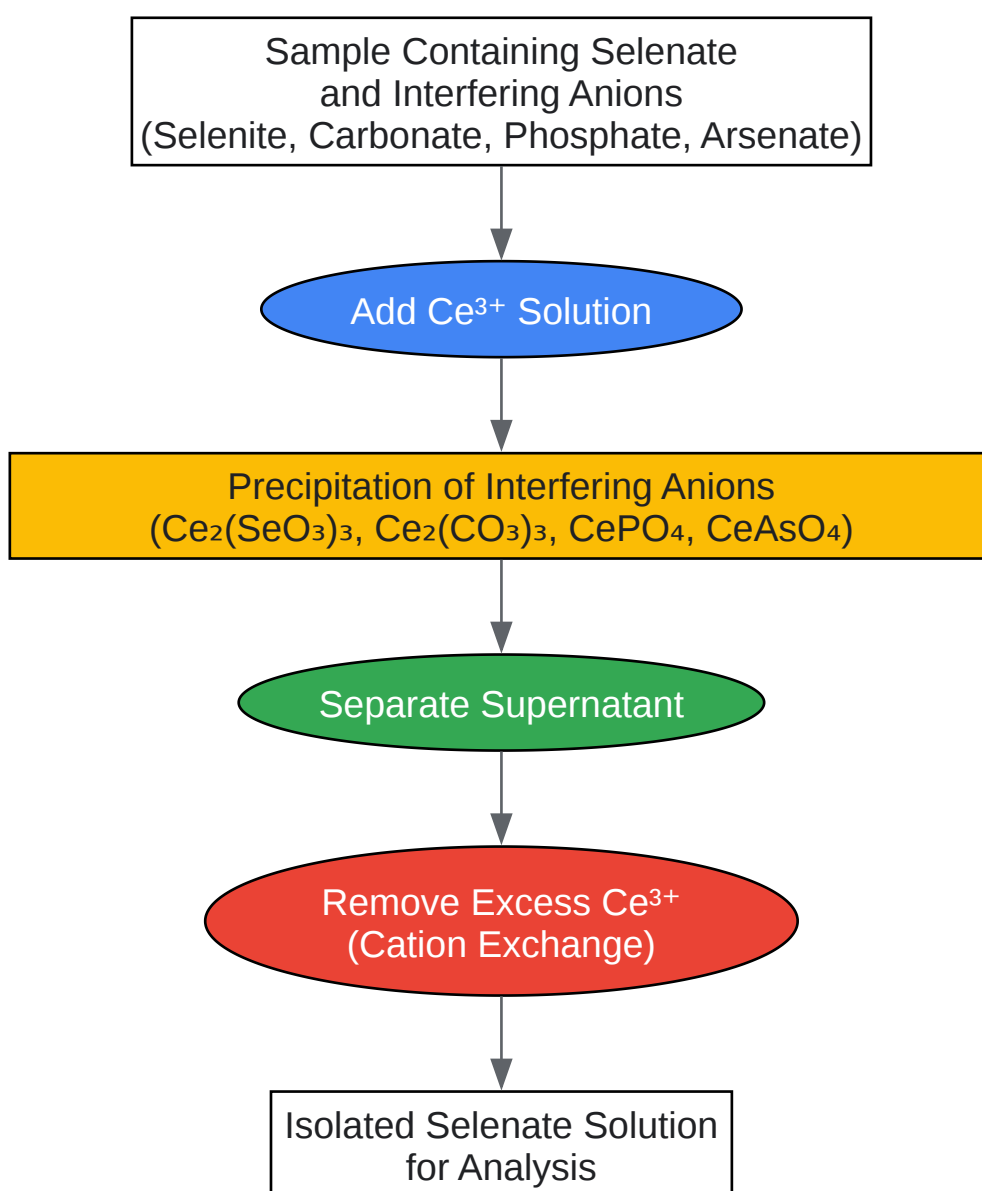 Sample Containing Selenate
and Interfering Anions
(Selenite, Carbonate, Phosphate, Arsenate)
Add Ce³⁺ Solution
Precipitation of Interfering Anions
(Ce₂(SeO₃)₃, Ce₂(CO₃)₃, CePO₄, CeAsO₄)
Separate Supernatant
Remove Excess Ce³⁺
(Cation Exchange)
Isolated Selenate Solution
for Analysis